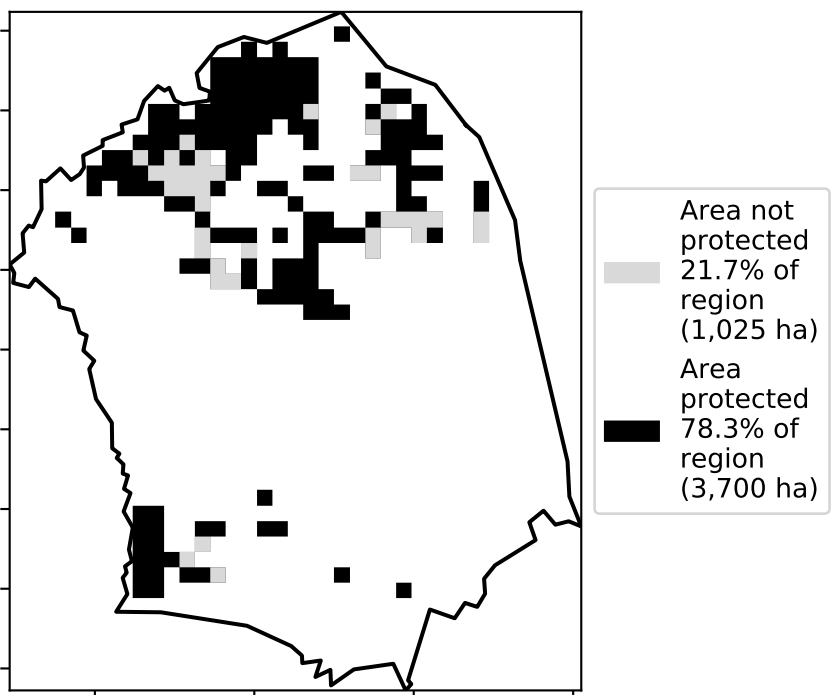 Area not
protected
21.7% of
region
(1,025 ha)
Area
protected
78.3% of
region
(3,700 ha)